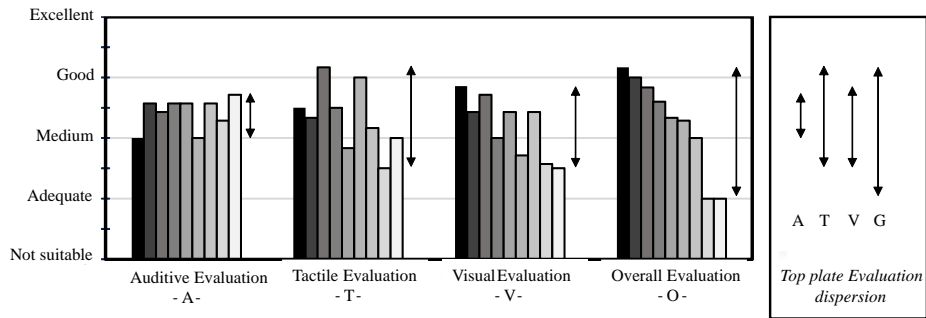 Excellent
Good
Medium
Adequate
Not suitable
Auditive Evaluation
- A -
Tactile Evaluation
- T -
Visual Evaluation
- V -
Overall Evaluation
- O -
A T V G
Top plate Evaluation
dispersion